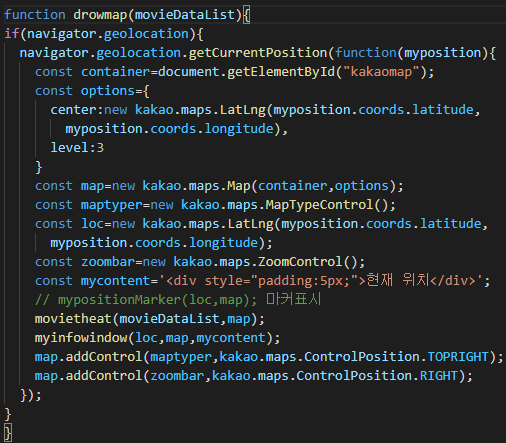 function drowmap(movieDataList){
if(navigator.geolocation){
  navigator.geolocation.getCurrentPosition(function(myposition){
    const container=document.getElementById("kakaomap");
    const options={
      center:new kakao.maps.LatLng(myposition.coords.latitude,
        myposition.coords.longitude),
      level:3
    }
    const map=new kakao.maps.Map(container,options);
    const maptyper=new kakao.maps.MapTypeControl();
    const loc=new kakao.maps.LatLng(myposition.coords.latitude,
      myposition.coords.longitude);
    const zoombar=new kakao.maps.ZoomControl();
    const mycontent='<div style="padding:5px;">현재 위치</div>';
    // mypositionMarker(loc,map); 마커표시
    movietheat(movieDataList,map);
    myinfowindow(loc,map,mycontent);
    map.addControl(maptyper,kakao.maps.ControlPosition.TOPRIGHT);
    map.addControl(zoombar,kakao.maps.ControlPosition.RIGHT);
  });
}
}